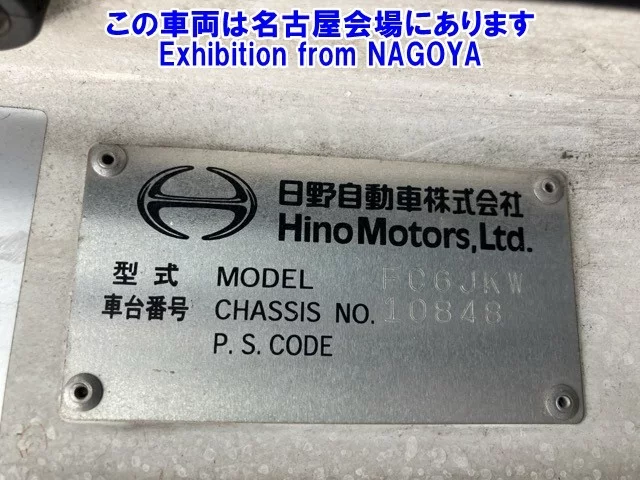 この車両は名古屋会場にあります
Exhibition from NAGOYA
日野自動車株式会社
Hino Motors, Ltd.
型式 MODEL FC6JKW
車台番号 CHASSIS NO. 10848
P. S. CODE